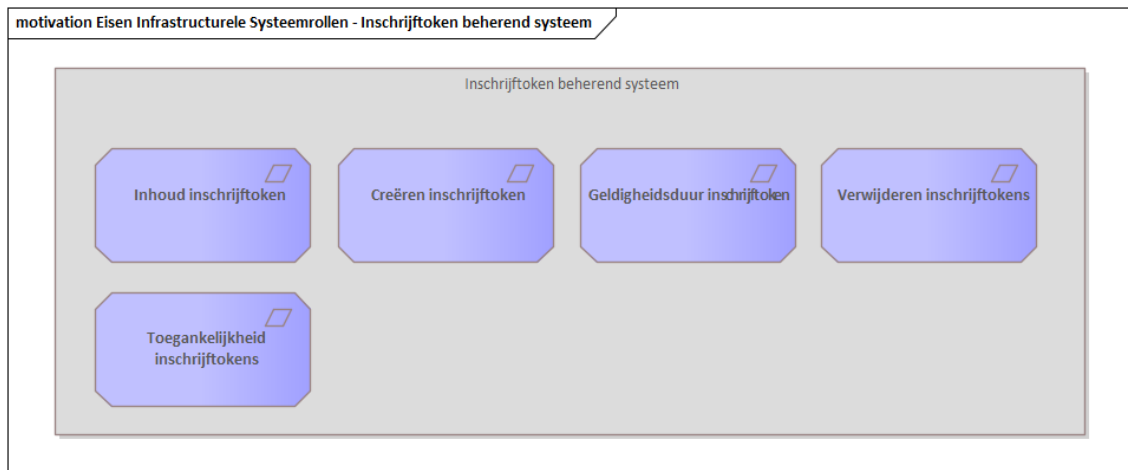 motivation Eisen Infrastructurele Systeemrollen - Inschrijftoken beherend systeem
Inschrijftoken beherend systeem
Inhoud inschrijftoken
Creëren inschrijftoken
Geldigheidsduur inschrijftoken
Verwijderen inschrijftokens
Toegankelijkheid
inschrijftokens